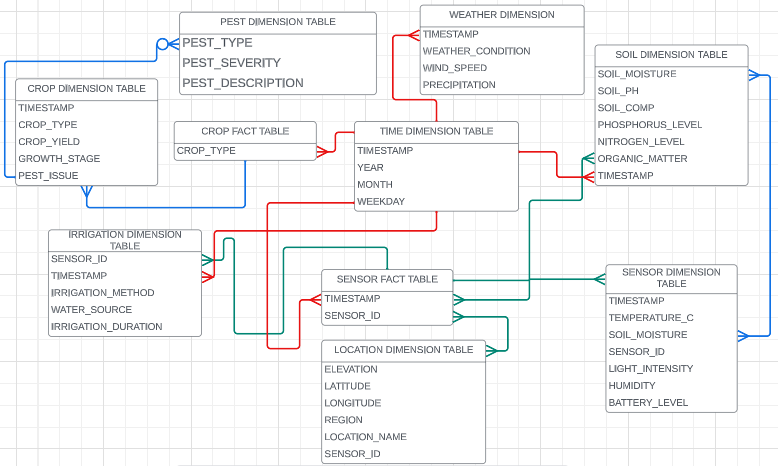 PEST DIMENSION TABLE
PEST_TYPE
PEST_SEVERITY
PEST_DESCRIPTION
WEATHER DIMENSION
TIMESTAMP
WEATHER_CONDITION
WIND_SPEED
PRECIPITATION
SOIL DIMENSION TABLE
SOIL_MOISTURE
SOIL_PH
SOIL_COMP
PHOSPHORUS_LEVEL
NITROGEN_LEVEL
ORGANIC_MATTER
TIMESTAMP
CROP DIMENSION TABLE
TIMESTAMP
CROP_TYPE
CROP_YIELD
GROWTH_STAGE
PEST_ISSUE
CROP FACT TABLE
CROP_TYPE
TIME DIMENSION TABLE
TIMESTAMP
YEAR
MONTH
WEEKDAY
IRRIGATION DIMENSION
TABLE
SENSOR_ID
TIMESTAMP
IRRIGATION_METHOD
WATER_SOURCE
IRRIGATION_DURATION
SENSOR FACT TABLE
TIMESTAMP
SENSOR_ID
SENSOR DIMENSION
TABLE
TIMESTAMP
TEMPERATURE_C
SOIL_MOISTURE
SENSOR_ID
LIGHT_INTENSITY
HUMIDITY
BATTERY_LEVEL
LOCATION DIMENSION TABLE
ELEVATION
LATITUDE
LONGITUDE
REGION
LOCATION_NAME
SENSOR_ID